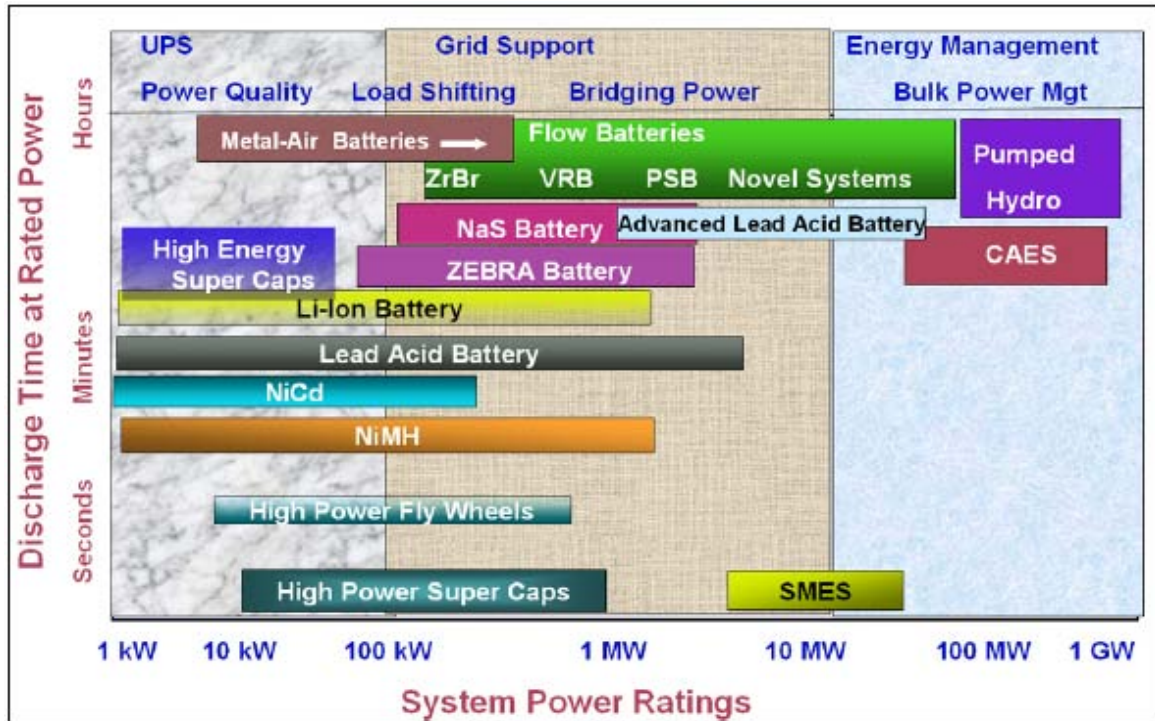 UPS Grid Support Energy Management
Power Quality Load Shifting Bridging Power Bulk Power Mgt
Discharge Time at Rated Power
Hours
Minutes
Seconds
Metal-Air Batteries
Flow Batteries
ZrBr VRB PSB Novel Systems
Pumped
Hydro
NaS Battery
Advanced Lead Acid Battery
High Energy
Super Caps
ZEBRA Battery
CAES
Li-Ion Battery
Lead Acid Battery
NiCd
NiMH
High Power Fly Wheels
High Power Super Caps
SMES
1 kW 10 kW 100 kW 1 MW 10 MW 100 MW 1 GW
System Power Ratings